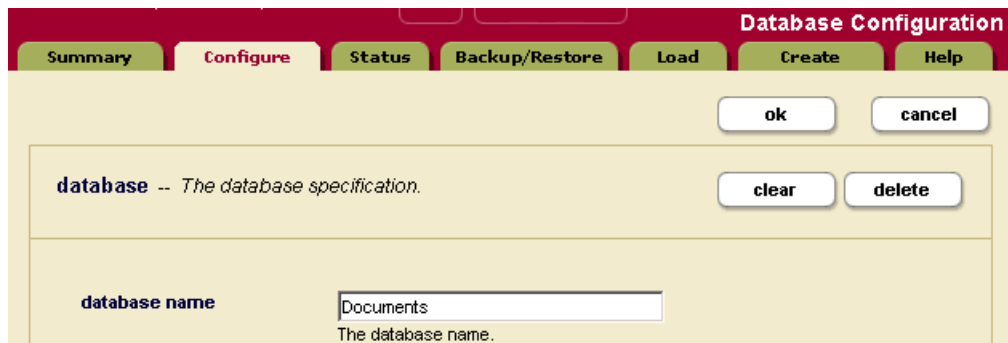 Database Configuration
Summary Configure Status Backup/Restore Load Create Help
ok cancel
database -- The database specification.
clear delete
database name Documents
The database name.